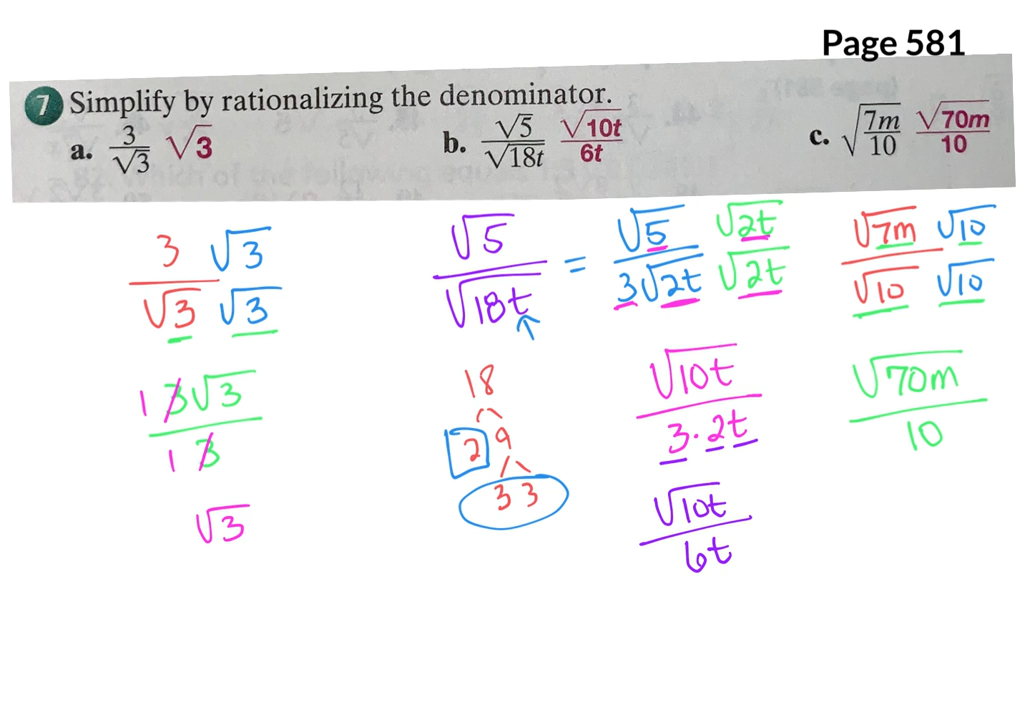 Page 581
7 Simplify by rationalizing the denominator.
a. 3/√3 √3 b. √5/√18t √10t/6t c. √(7m/10) √70m/10
3 √3 / √3 √3
1 3√3 / 1 3
√3
√5 / √18t = √5 √2t / 3√2t √2t
18
2 9
3 3
√10t / 3 · 2t
√10t / 6t
√7m √10 / √10 √10
√70m / 10